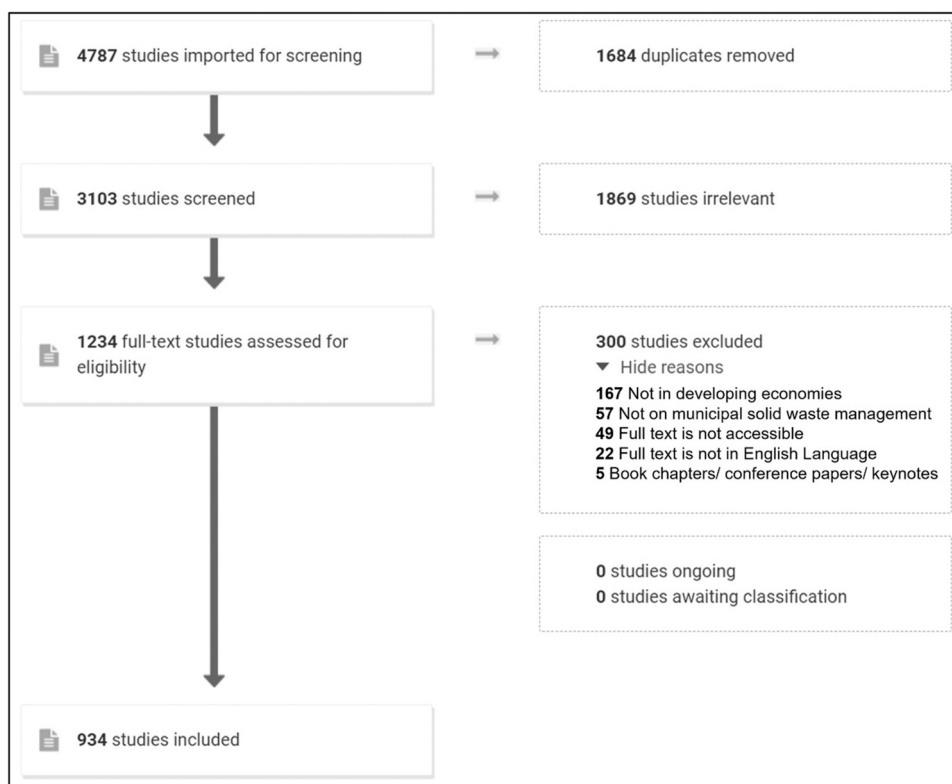 4787 studies imported for screening
1684 duplicates removed
3103 studies screened
1869 studies irrelevant
1234 full-text studies assessed for
eligibility
300 studies excluded
Hide reasons
167 Not in developing economies
57 Not on municipal solid waste management
49 Full text is not accessible
22 Full text is not in English Language
5 Book chapters/ conference papers/ keynotes
0 studies ongoing
0 studies awaiting classification
934 studies included